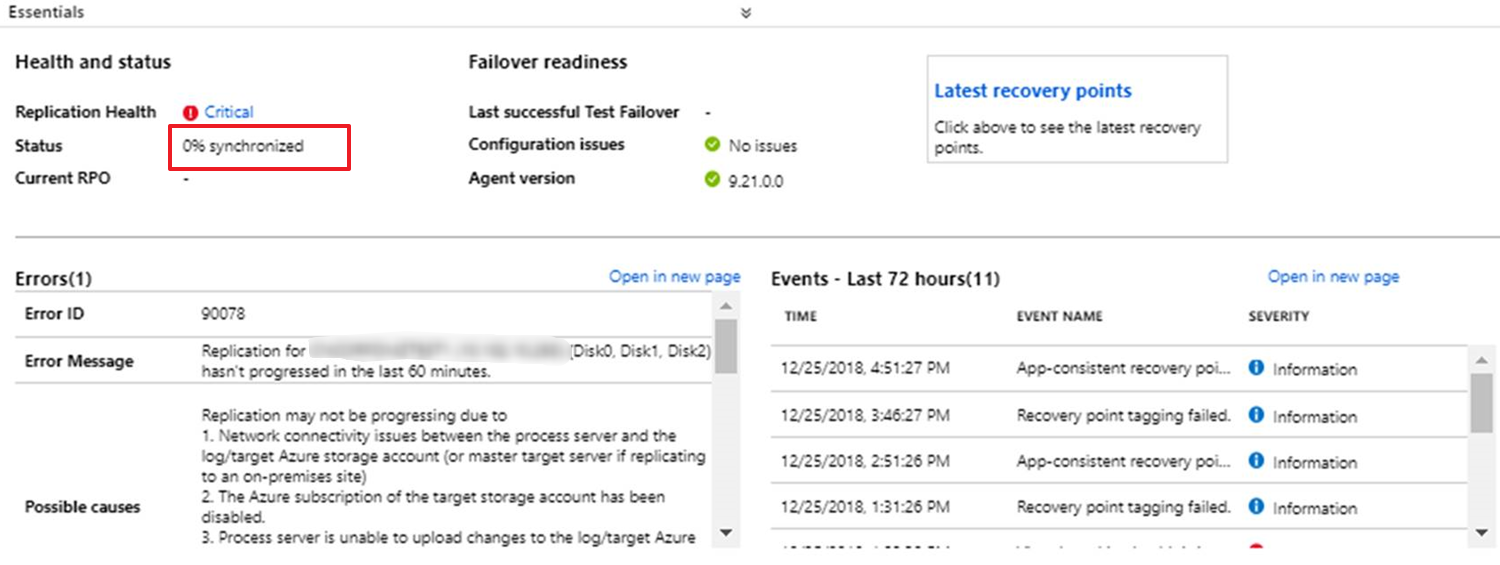 Essentials
Health and status
Replication Health Critical
Status 0% synchronized
Current RPO -
Failover readiness
Last successful Test Failover -
Configuration issues No issues
Agent version 9.21.0.0
Latest recovery points
Click above to see the latest recovery
points.
Errors(1) Open in new page
Error ID 90078
Error Message
Replication for (Disk0, Disk1, Disk2)
hasn't progressed in the last 60 minutes.
Possible causes
Replication may not be progressing due to
1. Network connectivity issues between the process server and the
log/target Azure storage account (or master target server if replicating
to an on-premises site)
2. The Azure subscription of the target storage account has been
disabled.
3. Process server is unable to upload changes to the log/target Azure
Events - Last 72 hours(11) Open in new page
TIME EVENT NAME SEVERITY
12/25/2018, 4:51:27 PM App-consistent recovery poi... Information
12/25/2018, 3:46:27 PM Recovery point tagging failed. Information
12/25/2018, 2:51:26 PM App-consistent recovery poi... Information
12/25/2018, 1:31:26 PM Recovery point tagging failed. Information